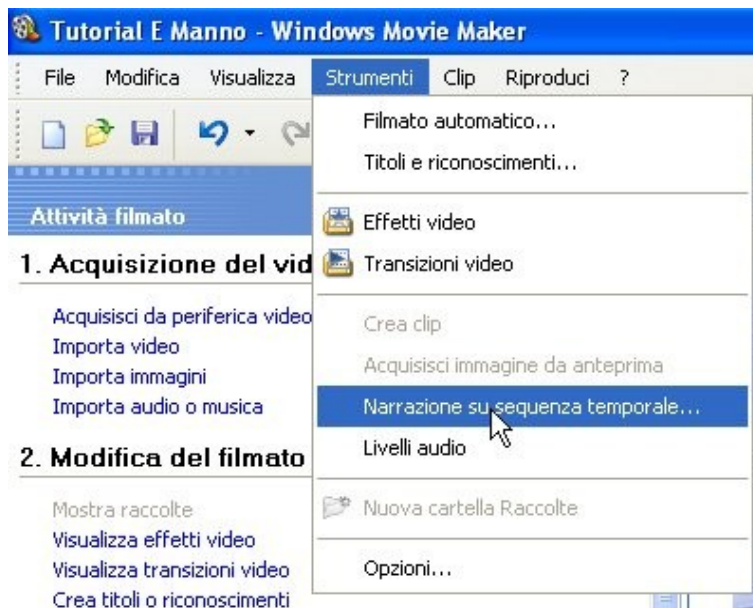 Tutorial E Manno - Windows Movie Maker
File Modifica Visualizza Strumenti Clip Riproduci ?
Filmato automatico...
Titoli e riconoscimenti...
Effetti video
Transizioni video
Crea clip
Acquisisci immagine da anteprima
Narrazione su sequenza temporale...
Livelli audio
Nuova cartella Raccolte
Opzioni...
Attività filmato
1. Acquisizione del vid
Acquisisci da periferica video
Importa video
Importa immagini
Importa audio o musica
2. Modifica del filmato
Mostra raccolte
Visualizza effetti video
Visualizza transizioni video
Crea titoli o riconoscimenti